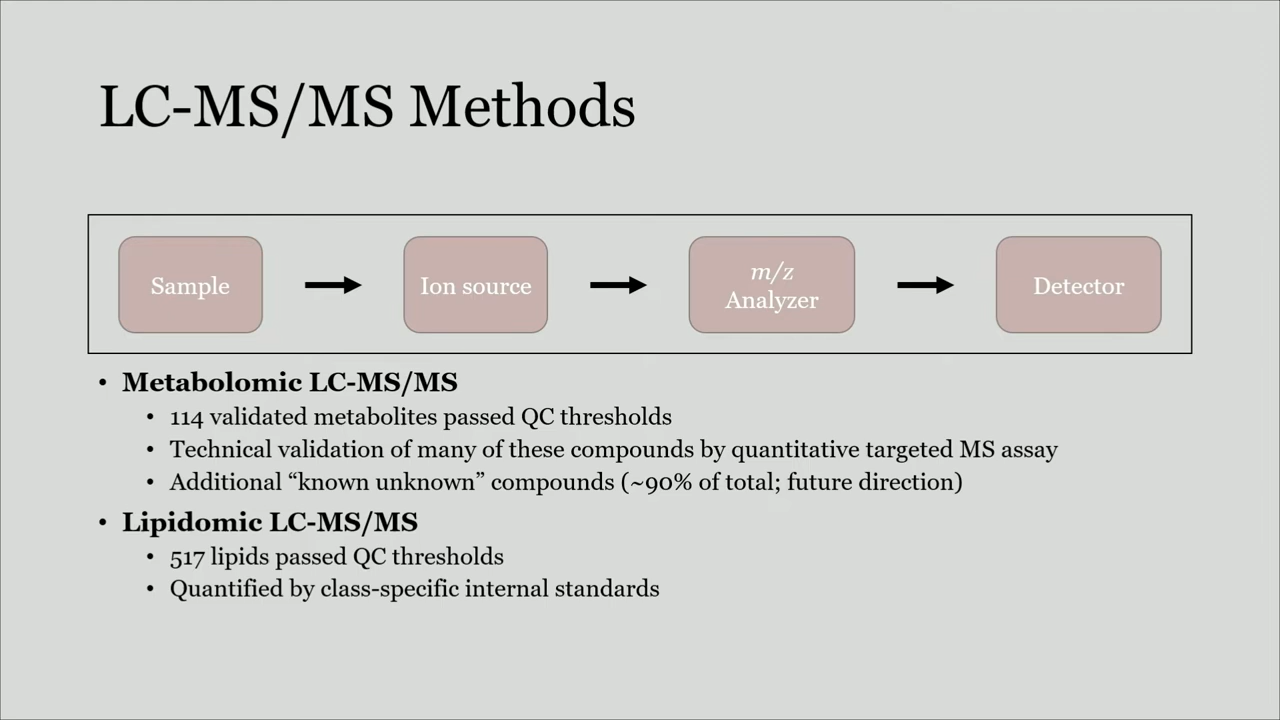 LC-MS/MS Methods
Sample
Ion source
m/z
Analyzer
Detector
• Metabolomic LC-MS/MS
• 114 validated metabolites passed QC thresholds
• Technical validation of many of these compounds by quantitative targeted MS assay
• Additional “known unknown” compounds (~90% of total; future direction)
• Lipidomic LC-MS/MS
• 517 lipids passed QC thresholds
• Quantified by class-specific internal standards